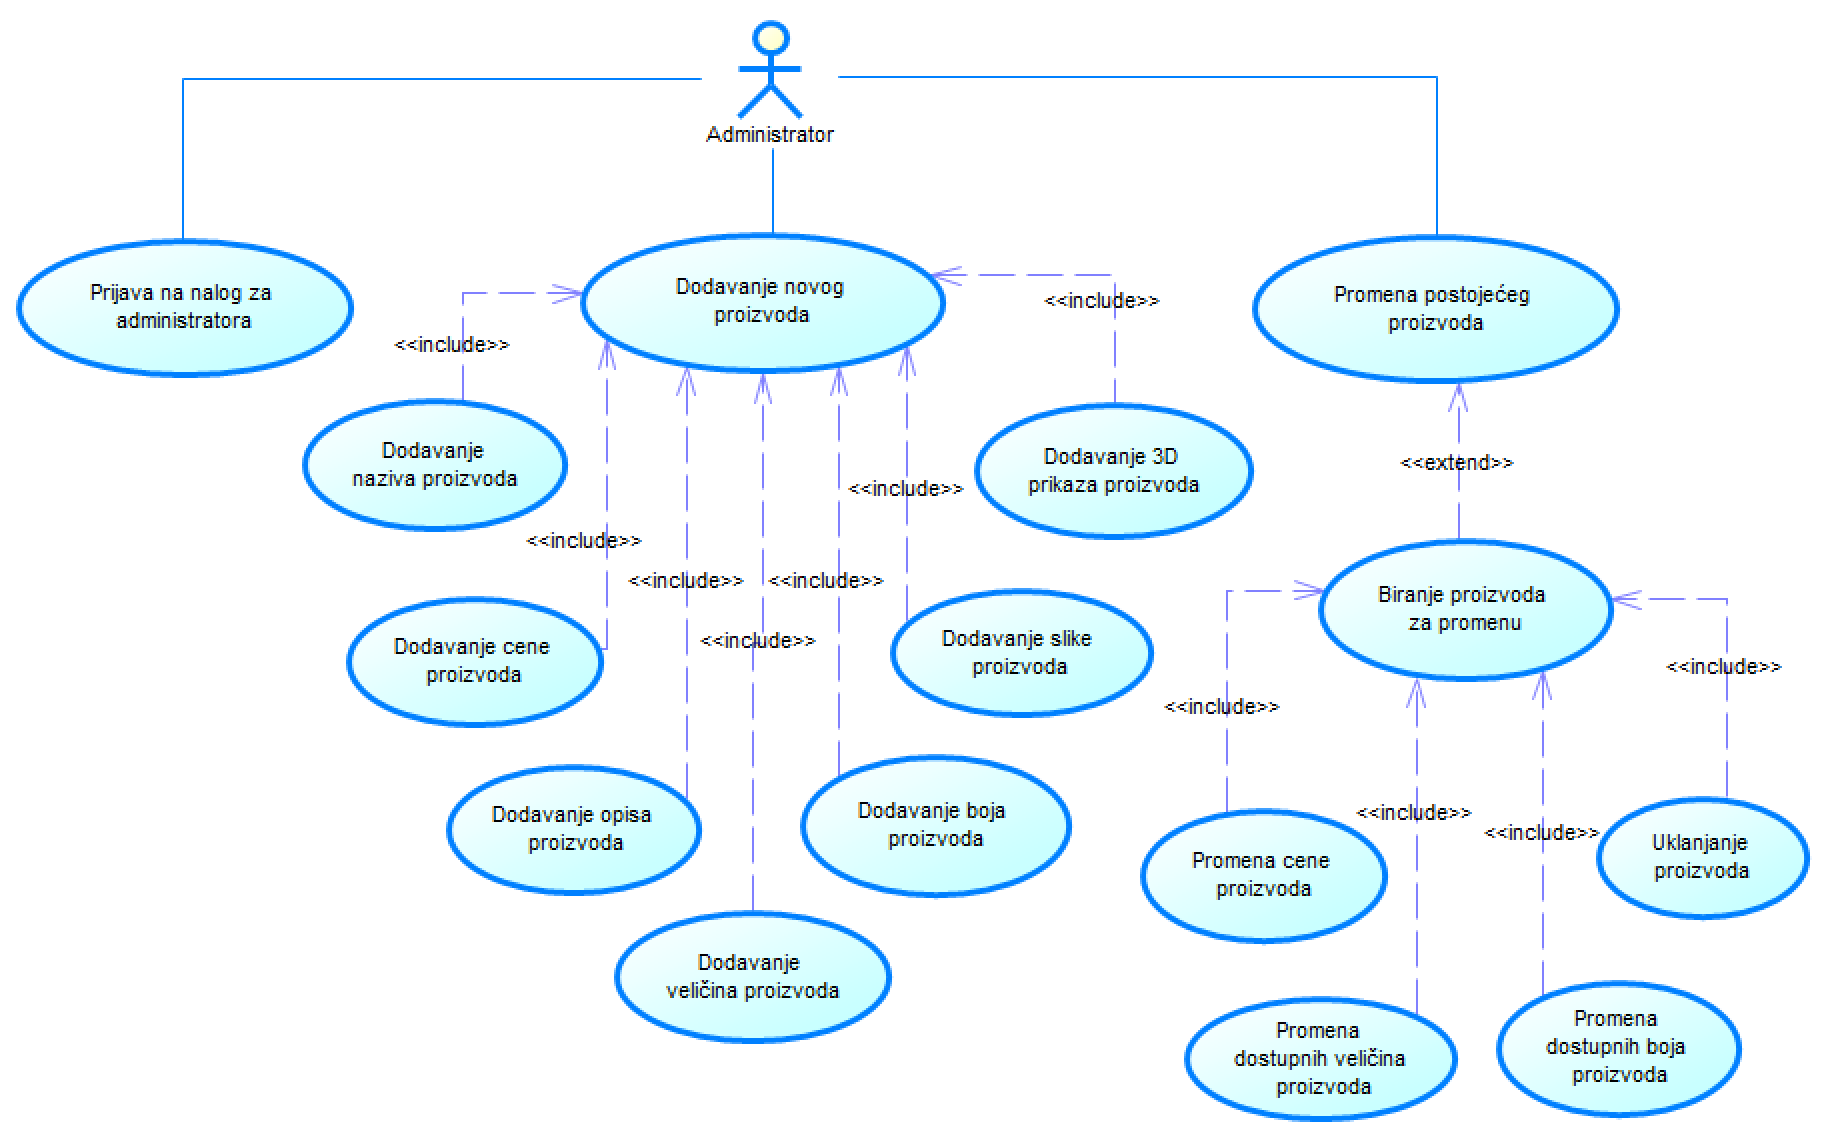 Administrator
Prijava na nalog za
administratora
Dodavanje novog
proizvoda
Promena postojećeg
proizvoda
<<include>>
<<include>>
Dodavanje
naziva proizvoda
Dodavanje 3D
prikaza proizvoda
<<extend>>
<<include>>
<<include>>
<<include>>
<<include>>
<<include>>
Dodavanje cene
proizvoda
Dodavanje slike
proizvoda
Biranje proizvoda
za promenu
<<include>>
<<include>>
Dodavanje opisa
proizvoda
Dodavanje boja
proizvoda
<<include>>
<<include>>
Promena cene
proizvoda
Uklanjanje
proizvoda
Dodavanje
veličina proizvoda
Promena
dostupnih veličina
proizvoda
Promena
dostupnih boja
proizvoda